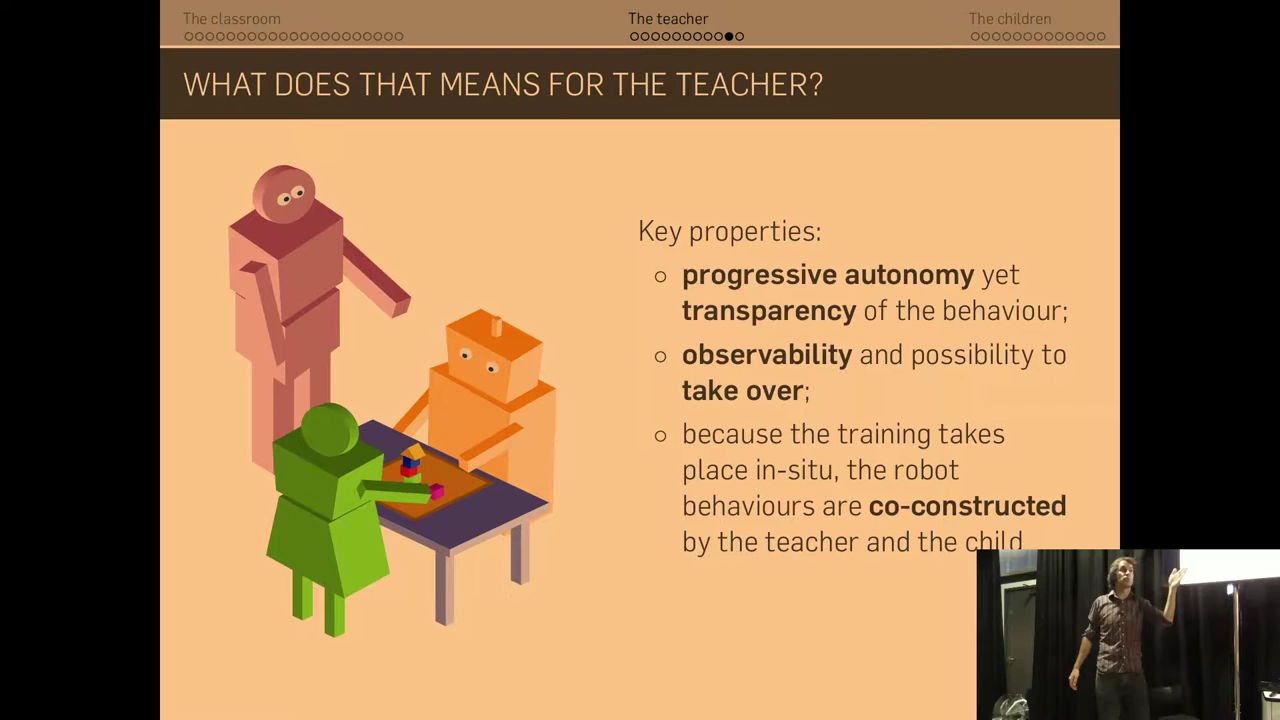 The classroom
The teacher
The children
WHAT DOES THAT MEANS FOR THE TEACHER?
Key properties:
progressive autonomy yet
transparency of the behaviour;
observability and possibility to
take over;
because the training takes
place in-situ, the robot
behaviours are co-constructed
by the teacher and the child